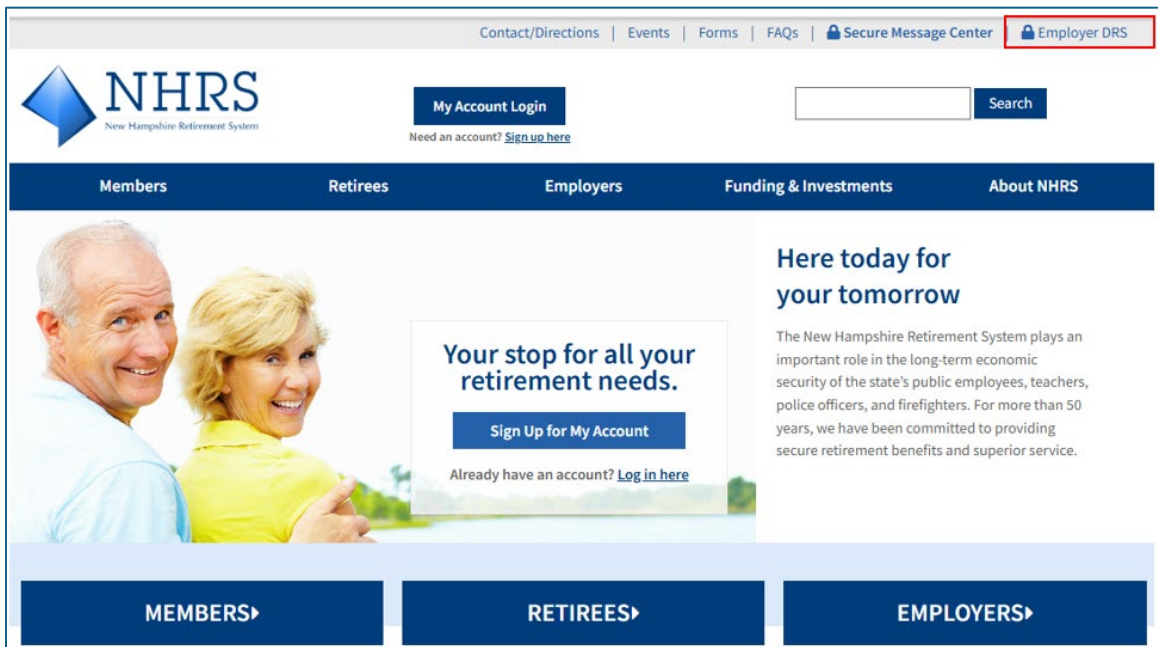 Contact/Directions | Events | Forms | FAQs | Secure Message Center | Employer DRS
NHRS
New Hampshire Retirement System
My Account Login
Need an account? Sign up here
Search
Members Retirees Employers Funding & Investments About NHRS
Your stop for all your
retirement needs.
Sign Up for My Account
Already have an account? Log in here
Here today for
your tomorrow
The New Hampshire Retirement System plays an
important role in the long-term economic
security of the state's public employees, teachers,
police officers, and firefighters. For more than 50
years, we have been committed to providing
secure retirement benefits and superior service.
MEMBERS
RETIREES
EMPLOYERS